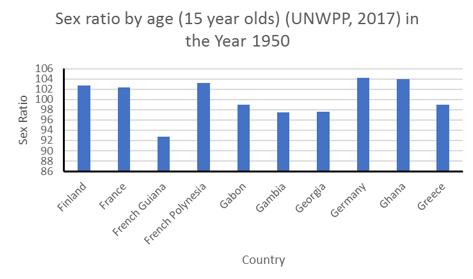 Sex ratio by age (15 year olds) (UNWPP, 2017) in
the Year 1950
106
104
102
100
98
96
94
92
90
88
86
Sex Ratio
Finland
France
French Guiana
French Polynesia
Gabon
Gambia
Georgia
Germany
Ghana
Greece
Country